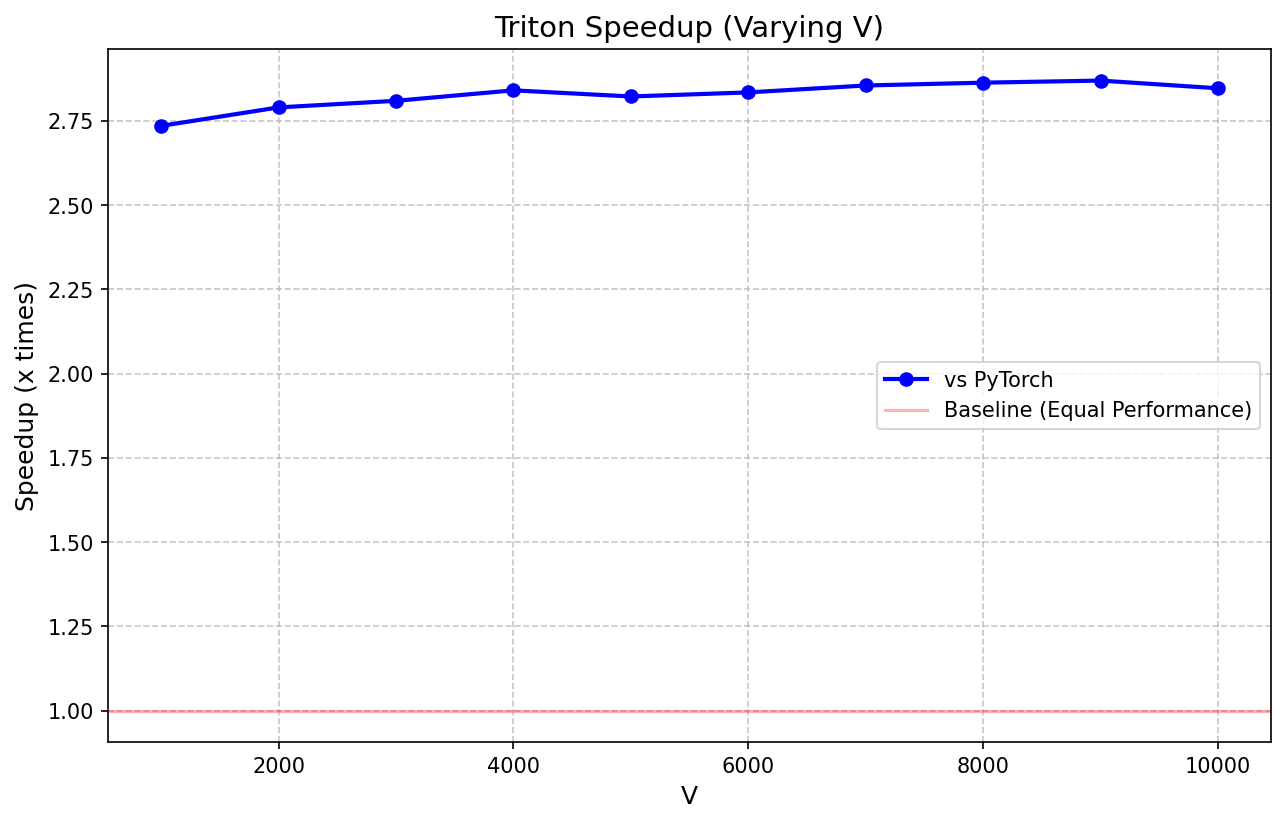 Triton Speedup (Varying V)
Speedup (x times)
2.75
2.50
2.25
2.00
1.75
1.50
1.25
1.00
vs PyTorch
Baseline (Equal Performance)
2000 4000 6000 8000 10000
V